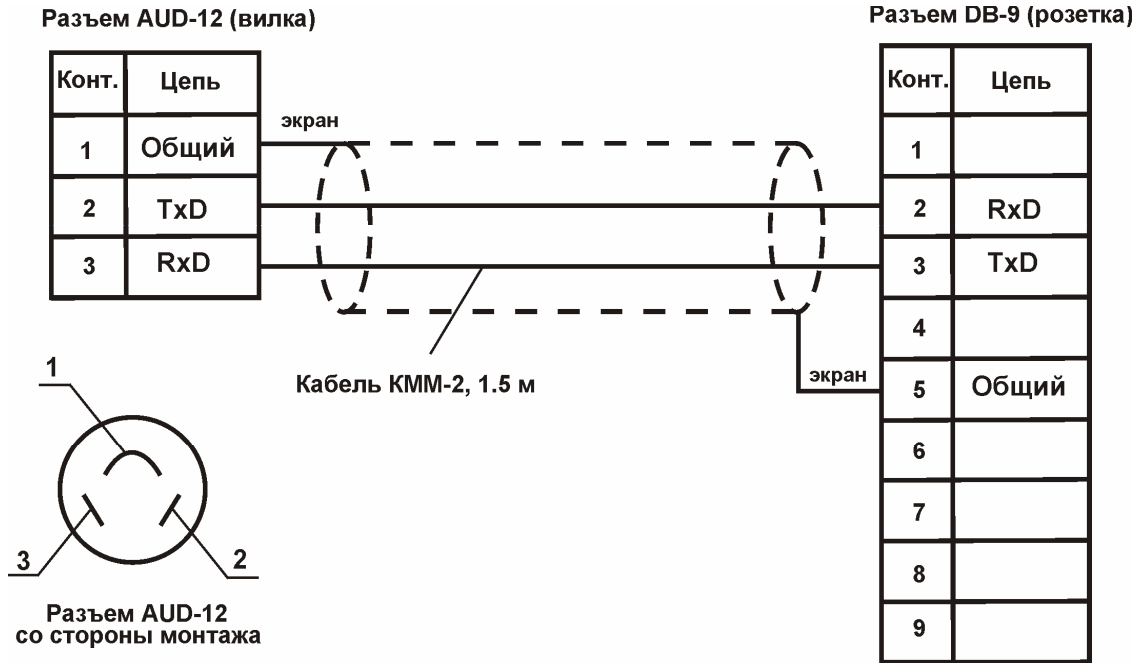 Разъем AUD-12 (вилка)
Конт. Цепь
1 Общий
2 TxD
3 RxD
экран
Кабель КММ-2, 1.5 м
экран
Разъем DB-9 (розетка)
Конт. Цепь
1
2 RxD
3 TxD
4
5 Общий
6
7
8
9
1
3
2
Разъем AUD-12
со стороны монтажа